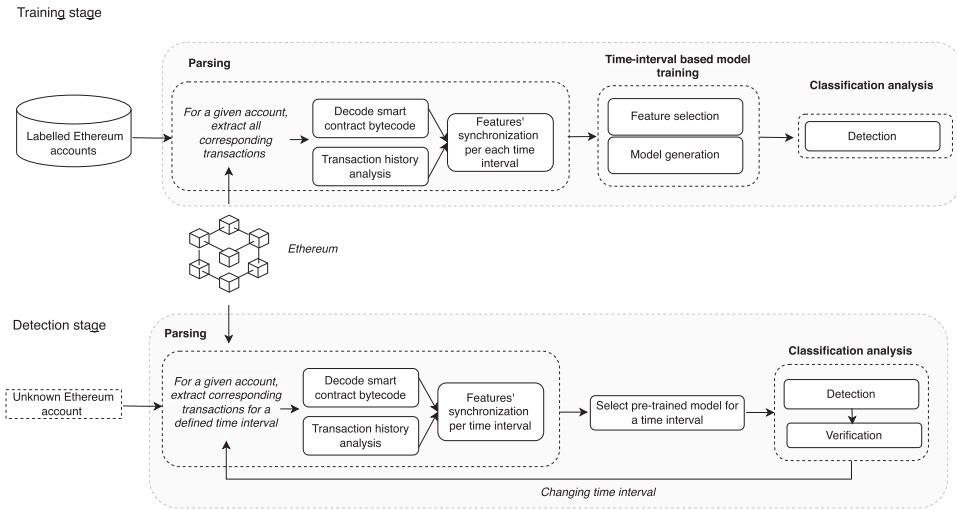 Training stage
Parsing
Time-interval based model
training
Classification analysis
Labelled Ethereum
accounts
For a given account,
extract all
corresponding
transactions
Decode smart
contract bytecode
Transaction history
analysis
Features'
synchronization
per each time
interval
Feature selection
Model generation
Detection
Ethereum
Detection stage
Parsing
Classification analysis
Unknown Ethereum
account
For a given account,
extract corresponding
transactions for a
defined time interval
Decode smart
contract bytecode
Transaction history
analysis
Features'
synchronization
per time interval
Select pre-trained model for
a time interval
Detection
Verification
Changing time interval